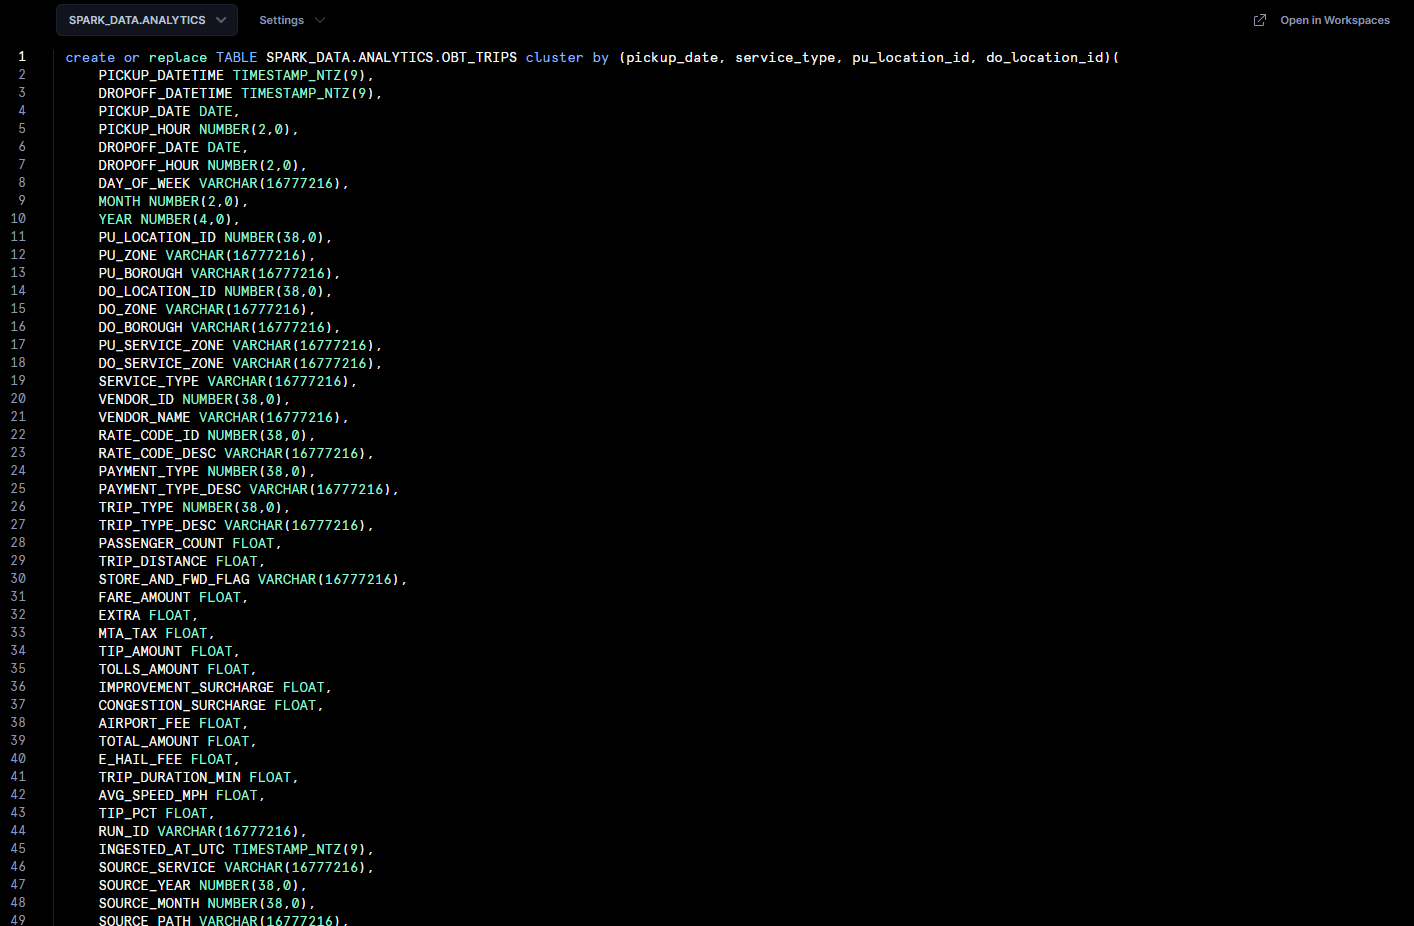 SPARK_DATA.ANALYTICS Settings Open in Workspaces
1 create or replace TABLE SPARK_DATA.ANALYTICS.OBT_TRIPS cluster by (pickup_date, service_type, pu_location_id, do_location_id)(
2 PICKUP_DATETIME TIMESTAMP_NTZ(9),
3 DROPOFF_DATETIME TIMESTAMP_NTZ(9),
4 PICKUP_DATE DATE,
5 PICKUP_HOUR NUMBER(2,0),
6 DROPOFF_DATE DATE,
7 DROPOFF_HOUR NUMBER(2,0),
8 DAY_OF_WEEK VARCHAR(16777216),
9 MONTH NUMBER(2,0),
10 YEAR NUMBER(4,0),
11 PU_LOCATION_ID NUMBER(38,0),
12 PU_ZONE VARCHAR(16777216),
13 PU_BOROUGH VARCHAR(16777216),
14 DO_LOCATION_ID NUMBER(38,0),
15 DO_ZONE VARCHAR(16777216),
16 DO_BOROUGH VARCHAR(16777216),
17 PU_SERVICE_ZONE VARCHAR(16777216),
18 DO_SERVICE_ZONE VARCHAR(16777216),
19 SERVICE_TYPE VARCHAR(16777216),
20 VENDOR_ID NUMBER(38,0),
21 VENDOR_NAME VARCHAR(16777216),
22 RATE_CODE_ID NUMBER(38,0),
23 RATE_CODE_DESC VARCHAR(16777216),
24 PAYMENT_TYPE NUMBER(38,0),
25 PAYMENT_TYPE_DESC VARCHAR(16777216),
26 TRIP_TYPE NUMBER(38,0),
27 TRIP_TYPE_DESC VARCHAR(16777216),
28 PASSENGER_COUNT FLOAT,
29 TRIP_DISTANCE FLOAT,
30 STORE_AND_FWD_FLAG VARCHAR(16777216),
31 FARE_AMOUNT FLOAT,
32 EXTRA FLOAT,
33 MTA_TAX FLOAT,
34 TIP_AMOUNT FLOAT,
35 TOLLS_AMOUNT FLOAT,
36 IMPROVEMENT_SURCHARGE FLOAT,
37 CONGESTION_SURCHARGE FLOAT,
38 AIRPORT_FEE FLOAT,
39 TOTAL_AMOUNT FLOAT,
40 E_HAIL_FEE FLOAT,
41 TRIP_DURATION_MIN FLOAT,
42 AVG_SPEED_MPH FLOAT,
43 TIP_PCT FLOAT,
44 RUN_ID VARCHAR(16777216),
45 INGESTED_AT_UTC TIMESTAMP_NTZ(9),
46 SOURCE_SERVICE VARCHAR(16777216),
47 SOURCE_YEAR NUMBER(38,0),
48 SOURCE_MONTH NUMBER(38,0),
49 SOURCE_PATH VARCHAR(16777216),